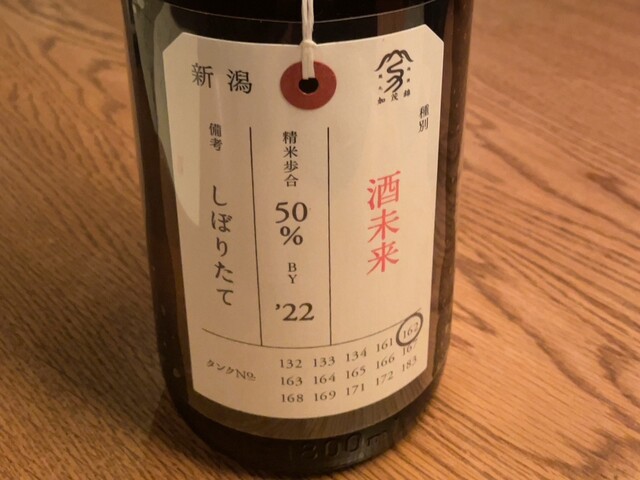 加茂錦
種別
酒未来
精米歩合
50
%
BY
'22
新潟
備考
しぼりたて
タンクNo.
132 133 134 161 162
163 164 165 166 167
168 169 171 172 183